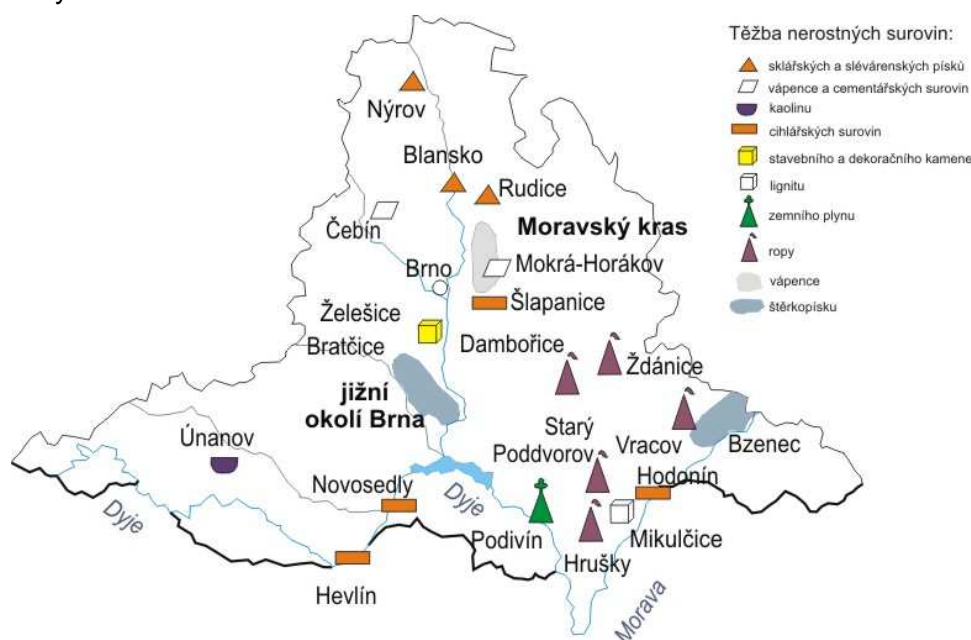 Těžba nerostných surovin:
sklářských a slévárenských písků
vápence a cementářských surovin
kaolinu
cihlářských surovin
stavebního a dekoračního kamene
lignitu
zemního plynu
ropy
vápence
štěrkopísku
Nýrov
Blansko
Rudice
Čebín
Moravský kras
Brno
Mokrá-Horákov
Šlapanice
Želešice
Bratčice
Dambořice
Ždánice
jižní
okolí Brna
Starý
Poddvorov
Vracov
Bzenec
Únanov
Novosedly
Dyje
Hodonín
Dyje
Podivín
Mikulčice
Hrušky
Hevlín
Morava